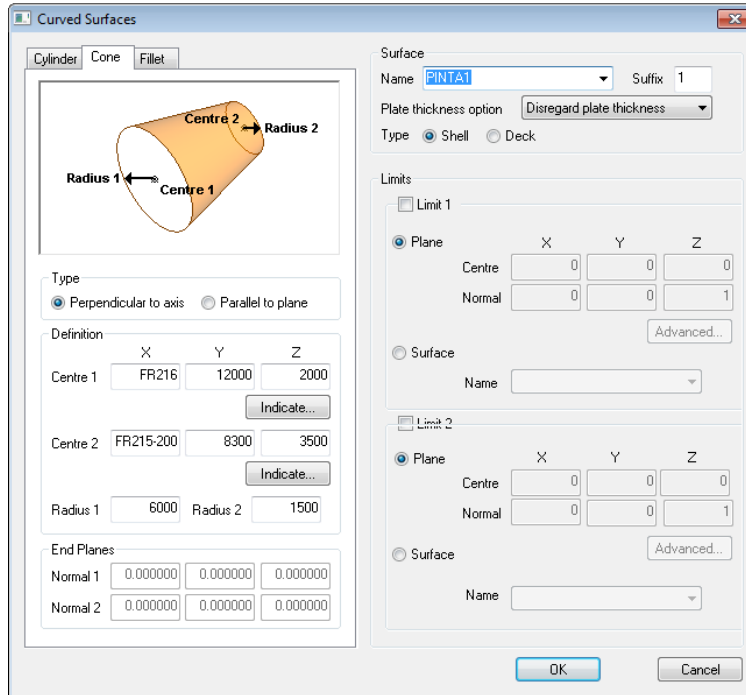 Curved Surfaces
Cylinder Cone Fillet
Centre 2
Radius 2
Radius 1
Centre 1
Type
Perpendicular to axis Parallel to plane
Definition
X Y Z
Centre 1 FR216 12000 2000
Indicate...
Centre 2 FR215-200 8300 3500
Indicate...
Radius 1 6000 Radius 2 1500
End Planes
Normal 1 0.000000 0.000000 0.000000
Normal 2 0.000000 0.000000 0.000000
Surface
Name PINTA1 Suffix 1
Plate thickness option Disregard plate thickness
Type Shell Deck
Limits
Limit 1
Plane X Y Z
Centre 0 0 0
Normal 0 0 1
Advanced...
Surface
Name
Limit 2
Plane X Y Z
Centre 0 0 0
Normal 0 0 1
Advanced...
Surface
Name
OK Cancel